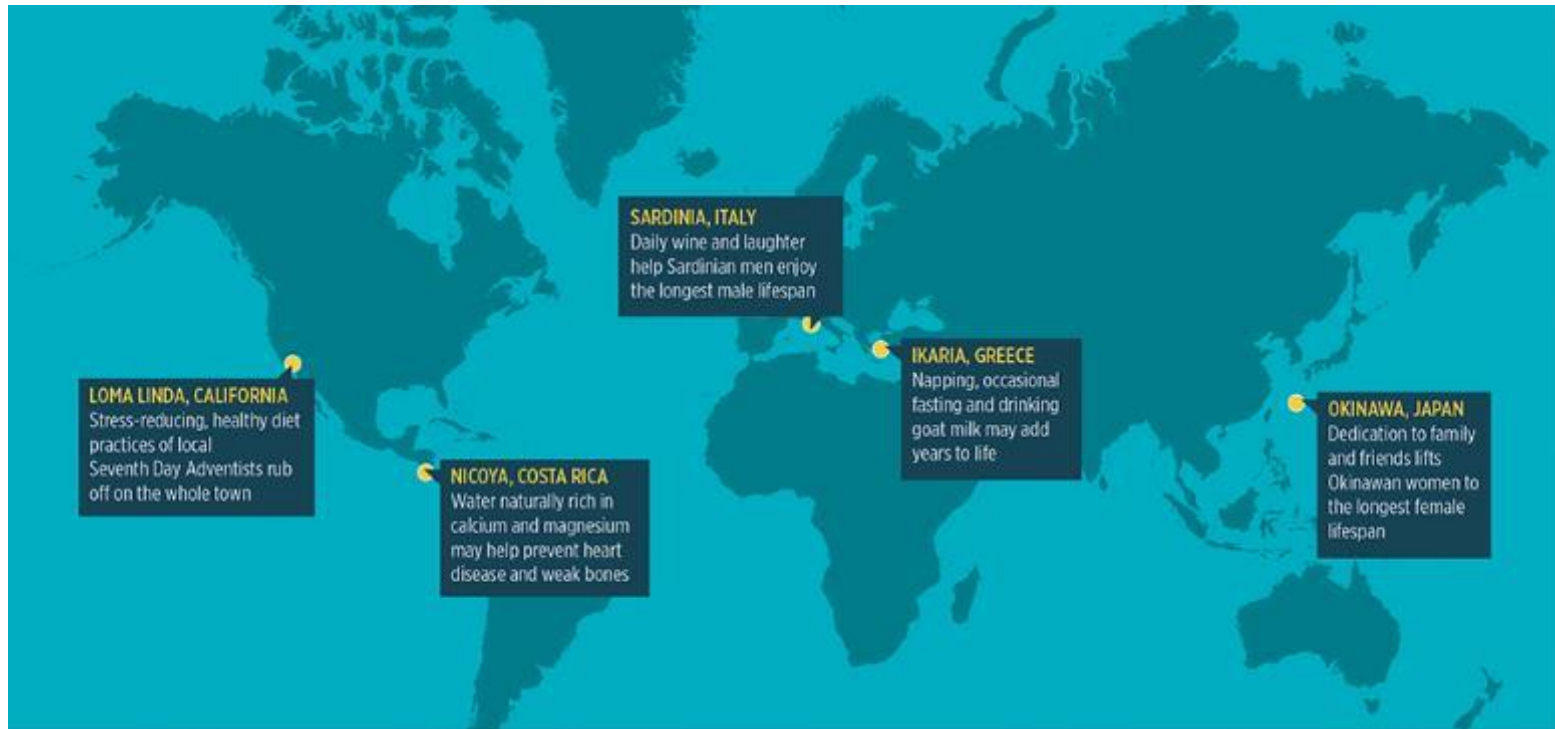 SARDINIA, ITALY
Daily wine and laughter
help Sardinian men enjoy
the longest male lifespan
IKARIA, GREECE
Napping, occasional
fasting and drinking
goat milk may add
years to life
LOMA LINDA, CALIFORNIA
Stress-reducing, healthy diet
practices of local
Seventh Day Adventists rub
off on the whole town
OKINAWA, JAPAN
Dedication to family
and friends lifts
Okinawan women to
the longest female
lifespan
NICOYA, COSTA RICA
Water naturally rich in
calcium and magnesium
may help prevent heart
disease and weak bones